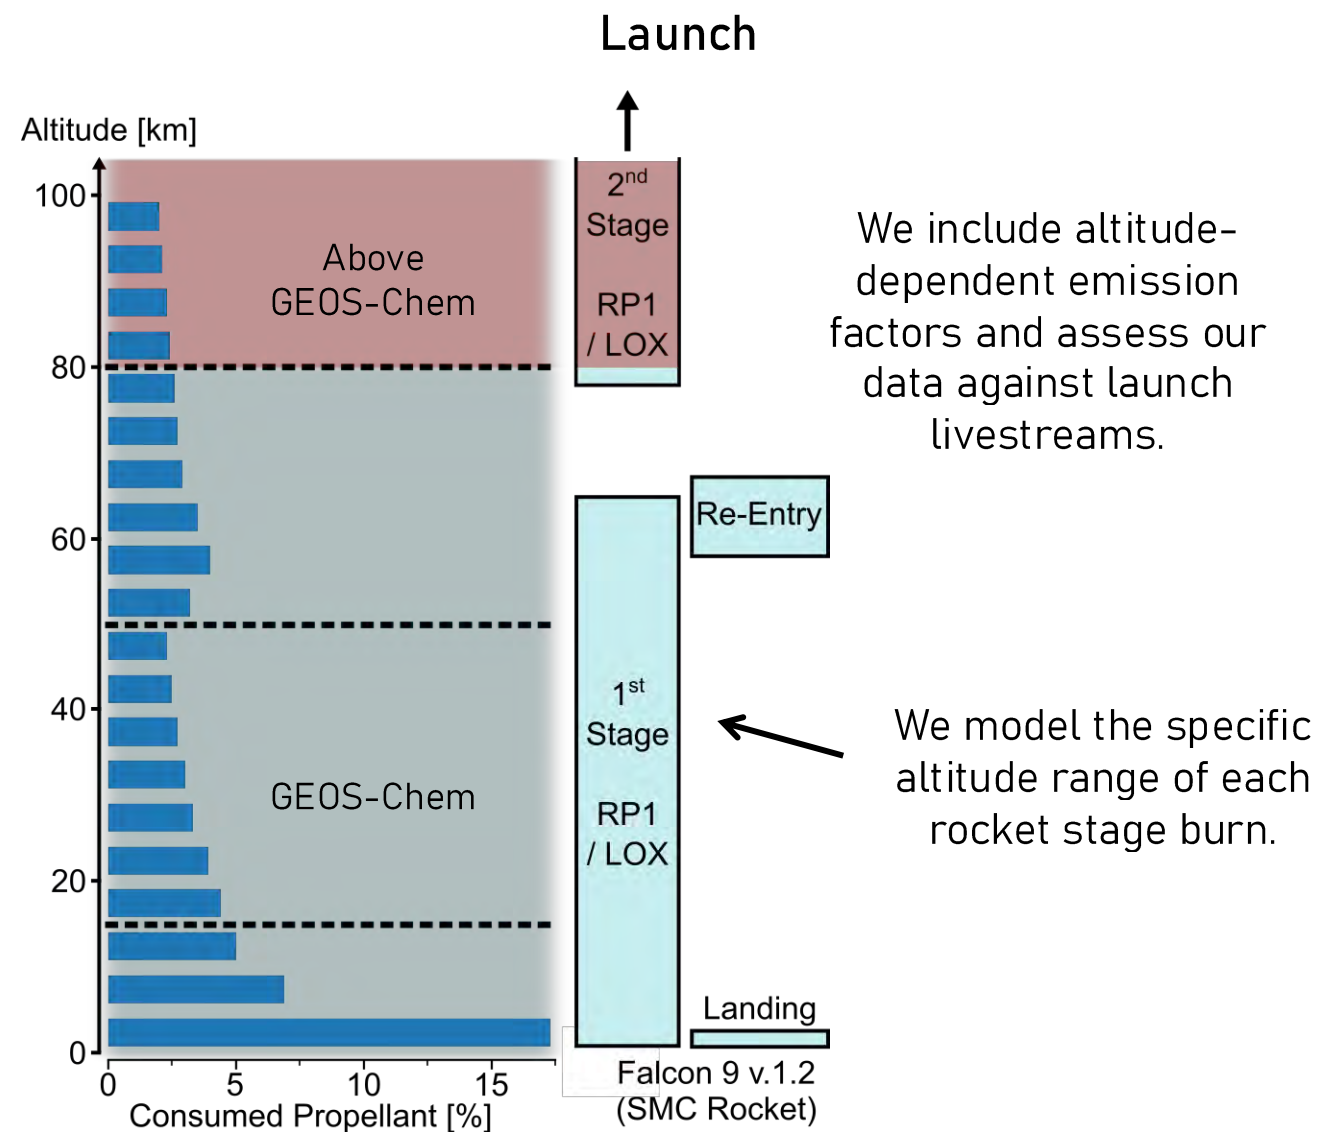 Launch
Altitude [km]
100
80
60
40
20
0
Above
GEOS-Chem
GEOS-Chem
0 5 10 15
Consumed Propellant [%]
2nd
Stage
RP1
/ LOX
Re-Entry
1st
Stage
RP1
/ LOX
Landing
Falcon 9 v.1.2
(SMC Rocket)
We include altitude-
dependent emission
factors and assess our
data against launch
livestreams.
We model the specific
altitude range of each
rocket stage burn.